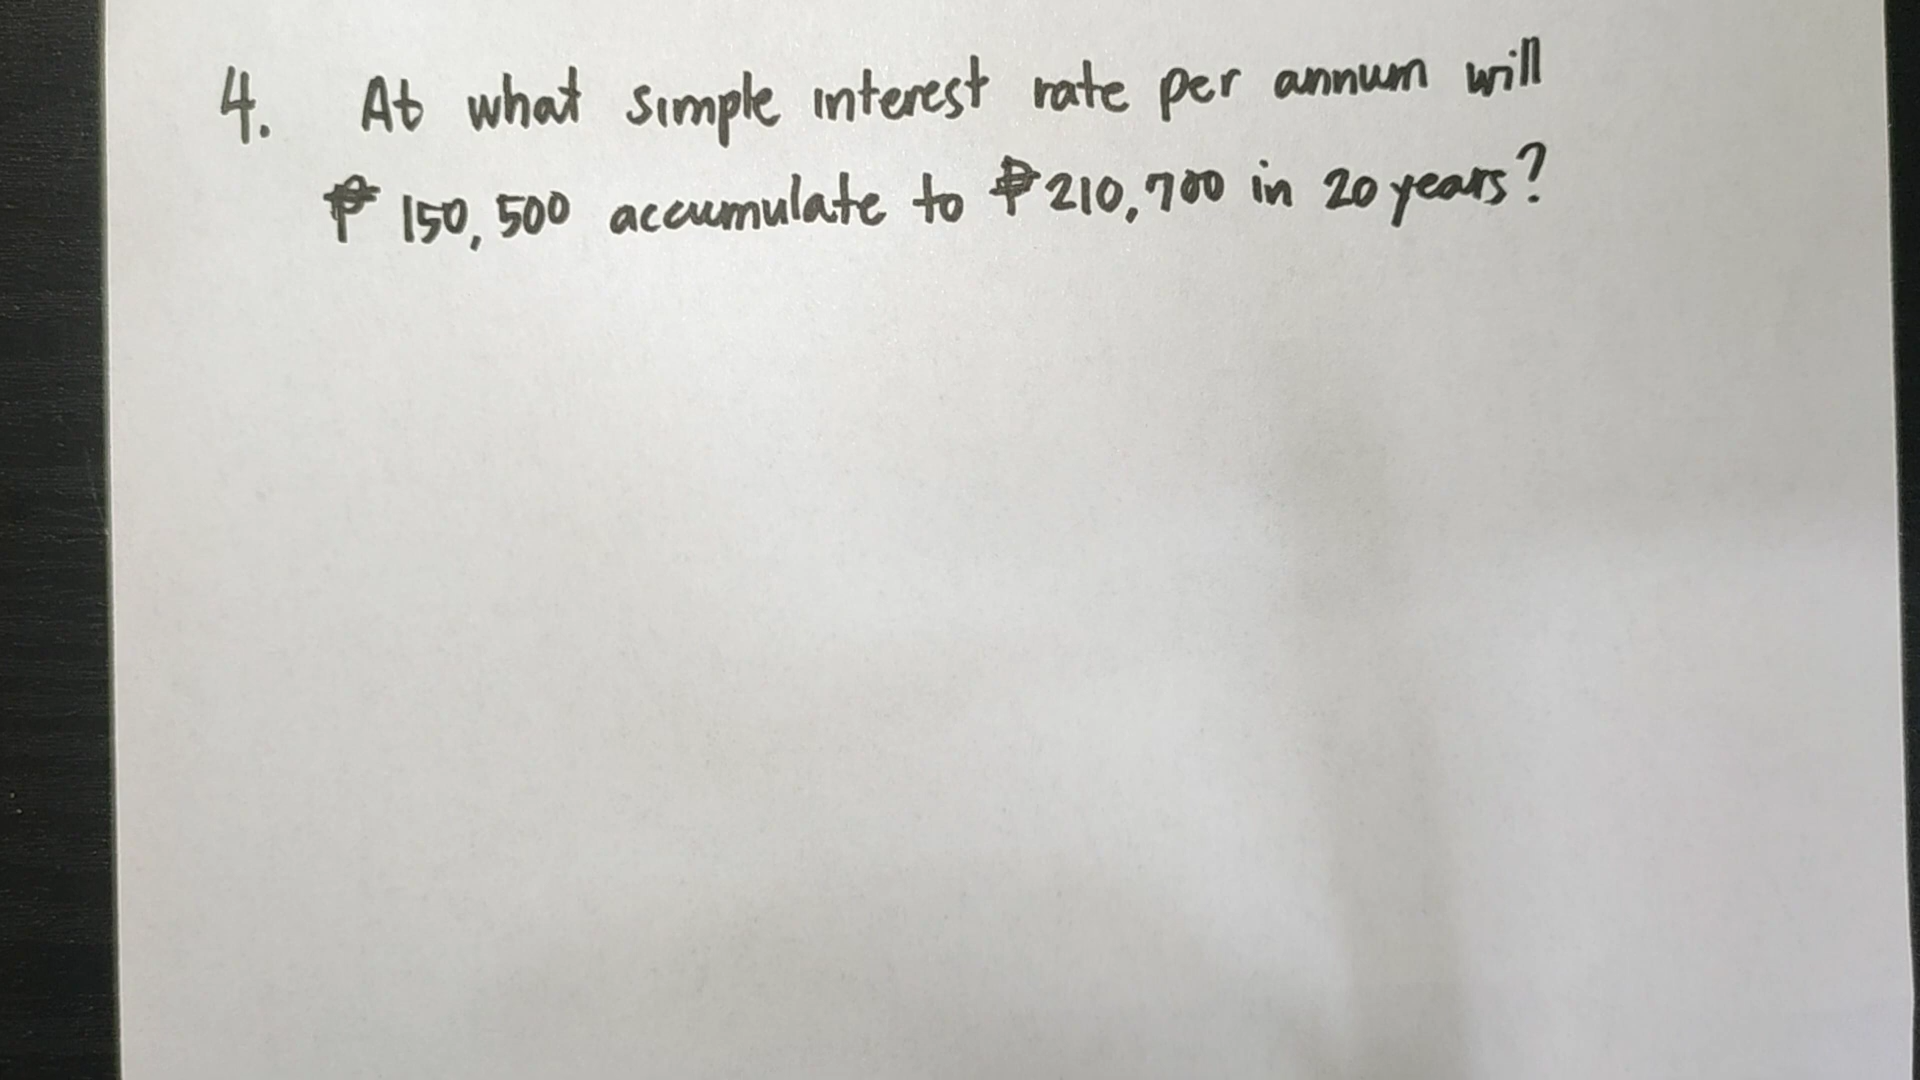 4. At what simple interest rate per annum will
₱ 150,500 accumulate to ₱210,700 in 20 years?